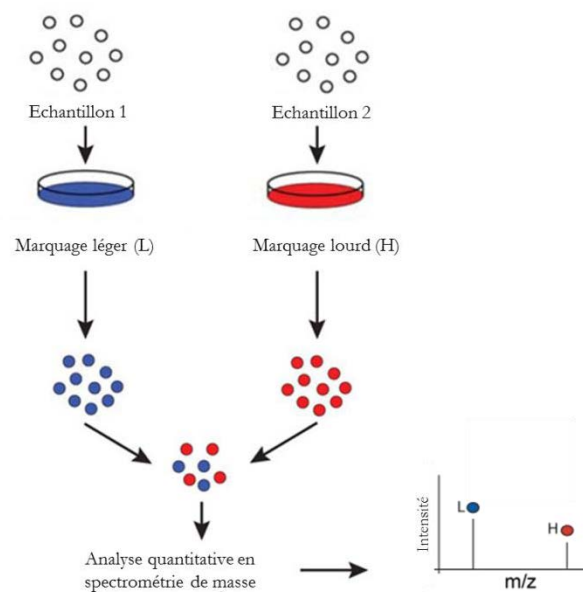 Echantillon 1
Echantillon 2
Marquage léger (L)
Marquage lourd (H)
Analyse quantitative en
spectrométrie de masse
Intensité
L
H
m/z